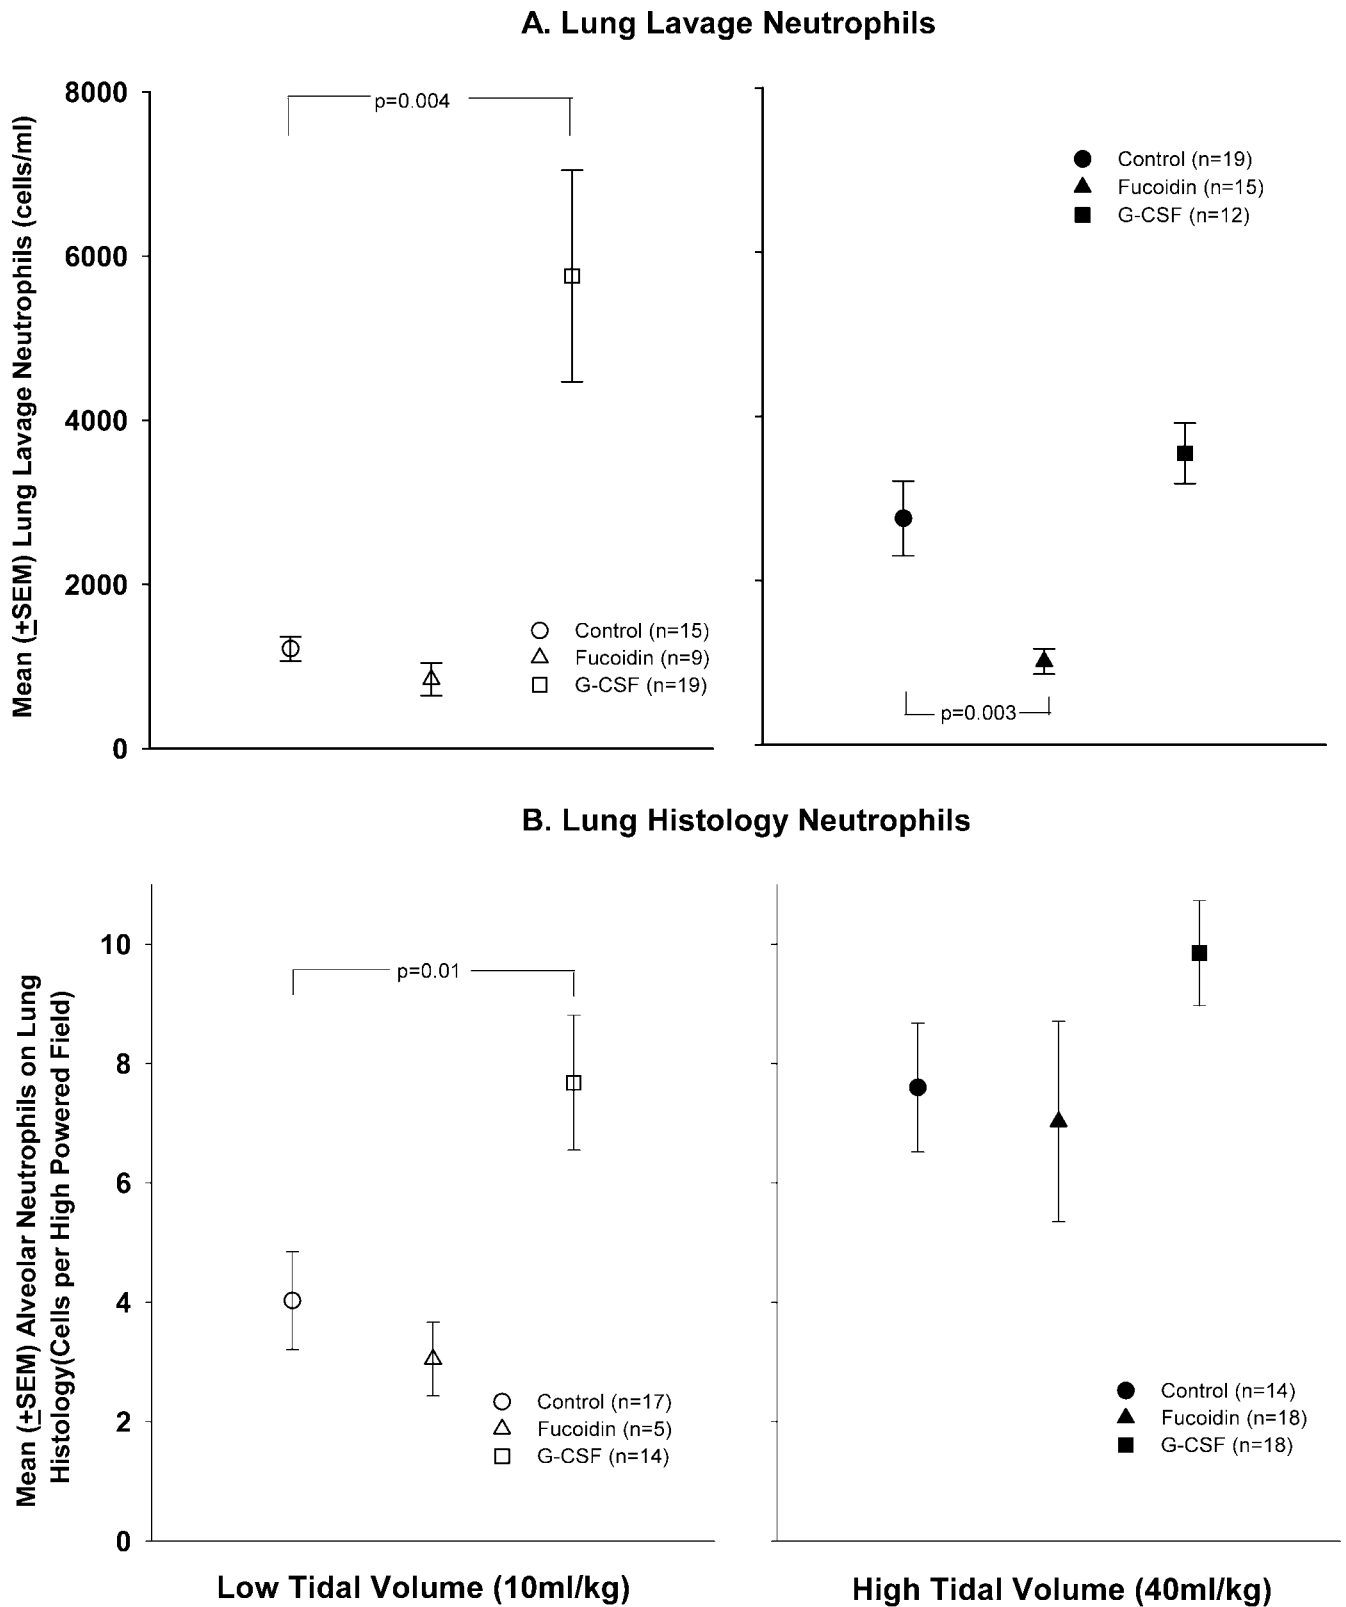 A. Lung Lavage Neutrophils
Mean (±SEM) Lung Lavage Neutrophils (cells/ml)
8000
6000
4000
2000
0
p=0.004
Control (n=15)
Fucoidin (n=9)
G-CSF (n=19)
Control (n=19)
Fucoidin (n=15)
G-CSF (n=12)
p=0.003
B. Lung Histology Neutrophils
Mean (±SEM) Alveolar Neutrophils on Lung
Histology(Cells per High Powered Field)
10
8
6
4
2
0
p=0.01
Control (n=17)
Fucoidin (n=5)
G-CSF (n=14)
Control (n=14)
Fucoidin (n=18)
G-CSF (n=18)
Low Tidal Volume (10ml/kg)
High Tidal Volume (40ml/kg)